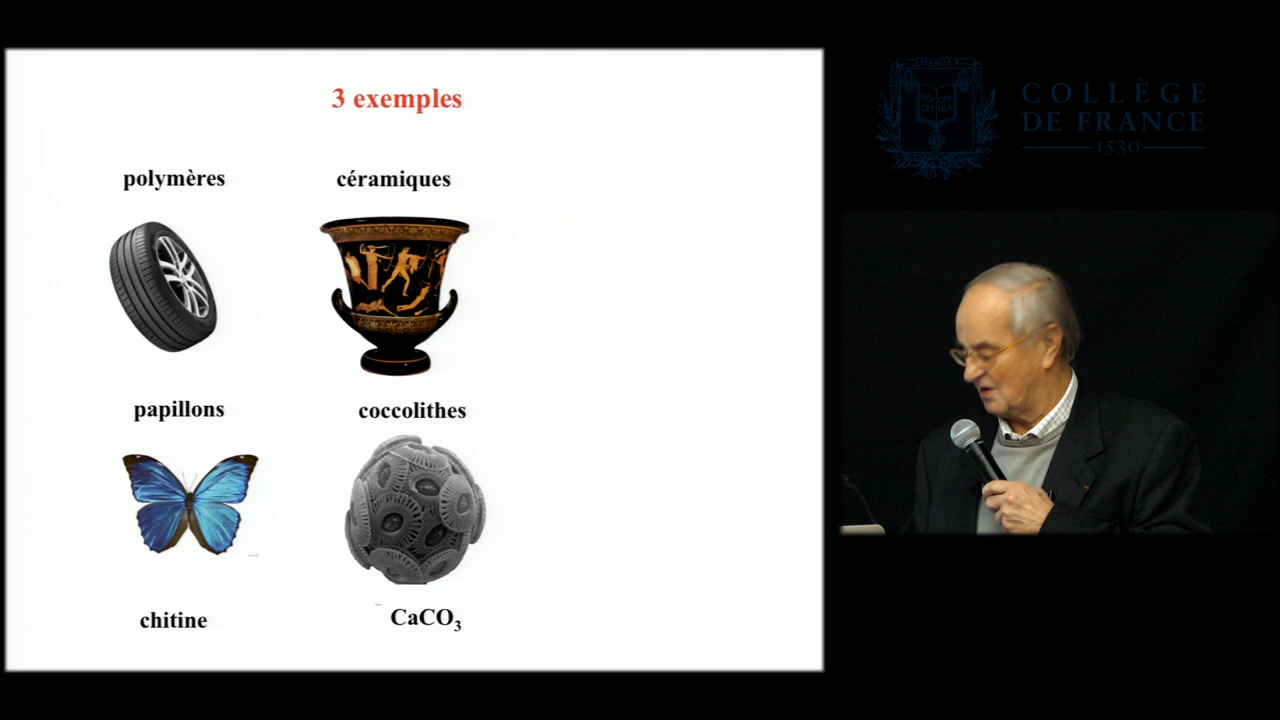 3 exemples
polymères
céramiques
papillons
coccolithes
chitine
CaCO₃
COLLÈGE
DE FRANCE
1530